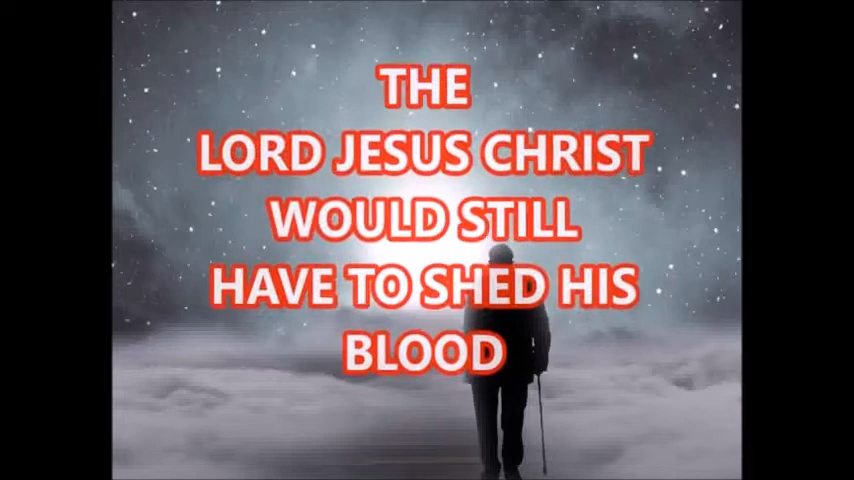 THE
LORD JESUS CHRIST
WOULD STILL
HAVE TO SHED HIS
BLOOD